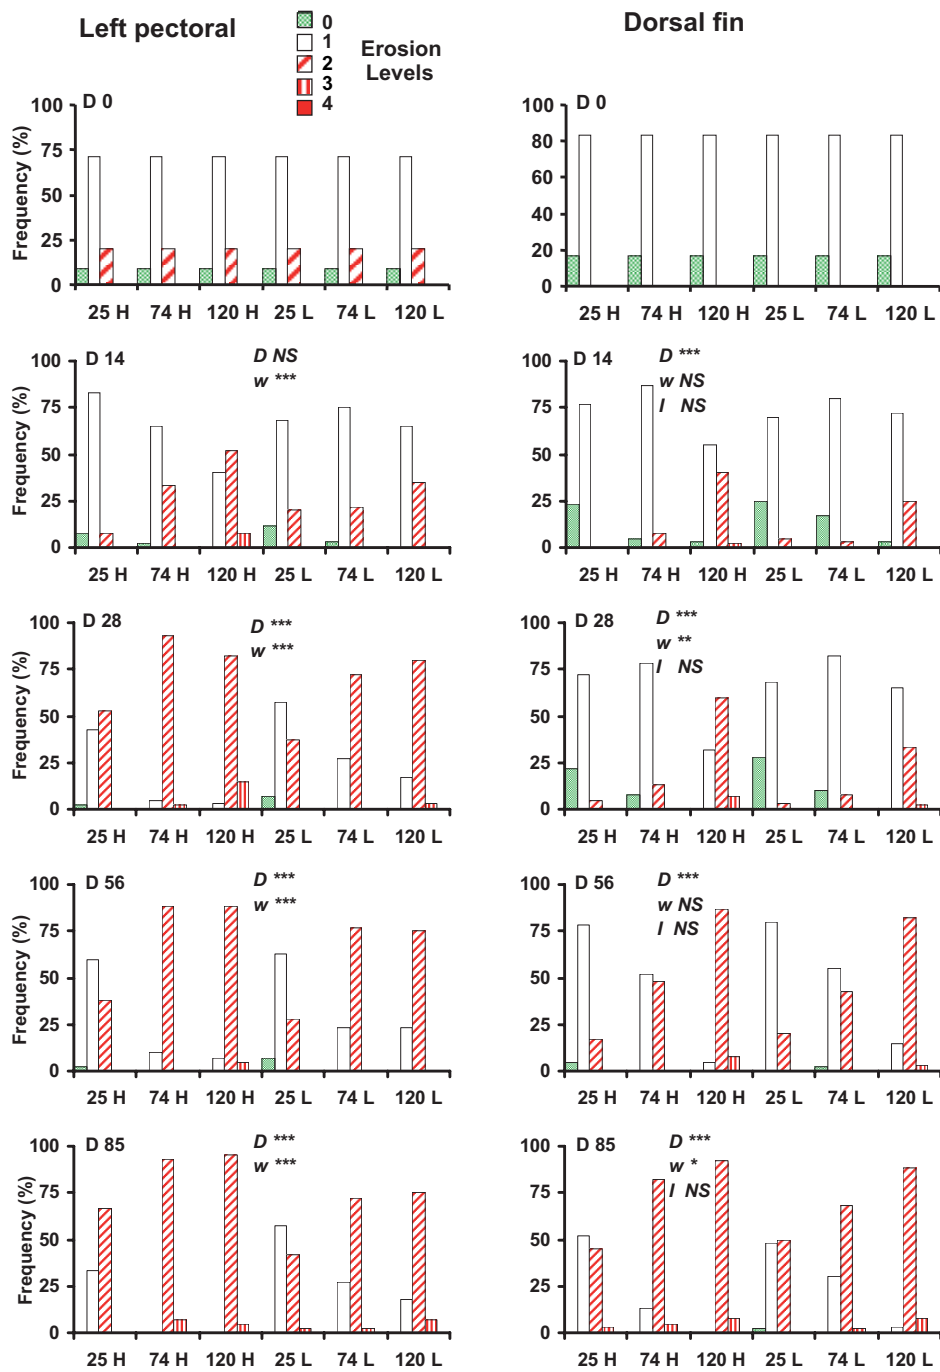 Left pectoral
0
1
2
3
4
Erosion
Levels
Dorsal fin
D 0
Frequency (%)
100
75
50
25
0
25 H 74 H 120 H 25 L 74 L 120 L
D 0
100
80
60
40
20
0
25 H 74 H 120 H 25 L 74 L 120 L
D 14
D NS
w ***
Frequency (%)
100
75
50
25
0
25 H 74 H 120 H 25 L 74 L 120 L
D 14
D ***
w NS
I NS
100
75
50
25
0
25 H 74 H 120 H 25 L 74 L 120 L
D 28
D ***
w ***
Frequency (%)
100
75
50
25
0
25 H 74 H 120 H 25 L 74 L 120 L
D 28
D ***
w **
I NS
100
75
50
25
0
25 H 74 H 120 H 25 L 74 L 120 L
D 56
D ***
w ***
Frequency (%)
100
75
50
25
0
25 H 74 H 120 H 25 L 74 L 120 L
D 56
D ***
w NS
I NS
100
75
50
25
0
25 H 74 H 120 H 25 L 74 L 120 L
D 85
D ***
w ***
Frequency (%)
100
75
50
25
0
25 H 74 H 120 H 25 L 74 L 120 L
D 85
D ***
w *
I NS
100
75
50
25
0
25 H 74 H 120 H 25 L 74 L 120 L